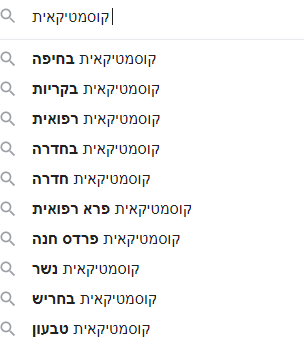 קוסמטיקאית
קוסמטיקאית בחיפה
קוסמטיקאית בקריות
קוסמטיקאית רפואית
קוסמטיקאית בחדרה
קוסמטיקאית חדרה
קוסמטיקאית פרא רפואית
קוסמטיקאית פרדס חנה
קוסמטיקאית נשר
קוסמטיקאית בחריש
קוסמטיקאית טבעון